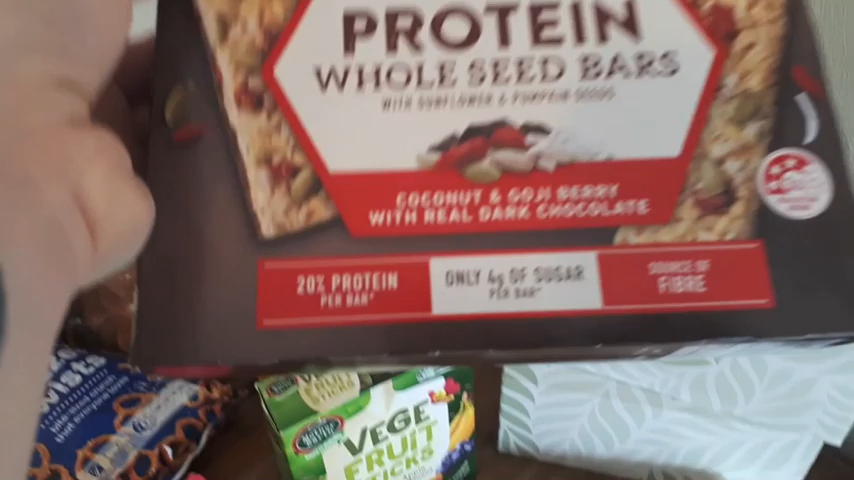 PROTEIN
WHOLE SEED BARS
WITH SUNFLOWER & PUMPKIN SEEDS
COCONUT & GOJI BERRY
WITH REAL DARK CHOCOLATE
20% PROTEIN
PER BAR*
ONLY 4g OF SUGAR
PER BAR*
SOURCE OF
FIBRE
VEGE
FRUIT
STICKS